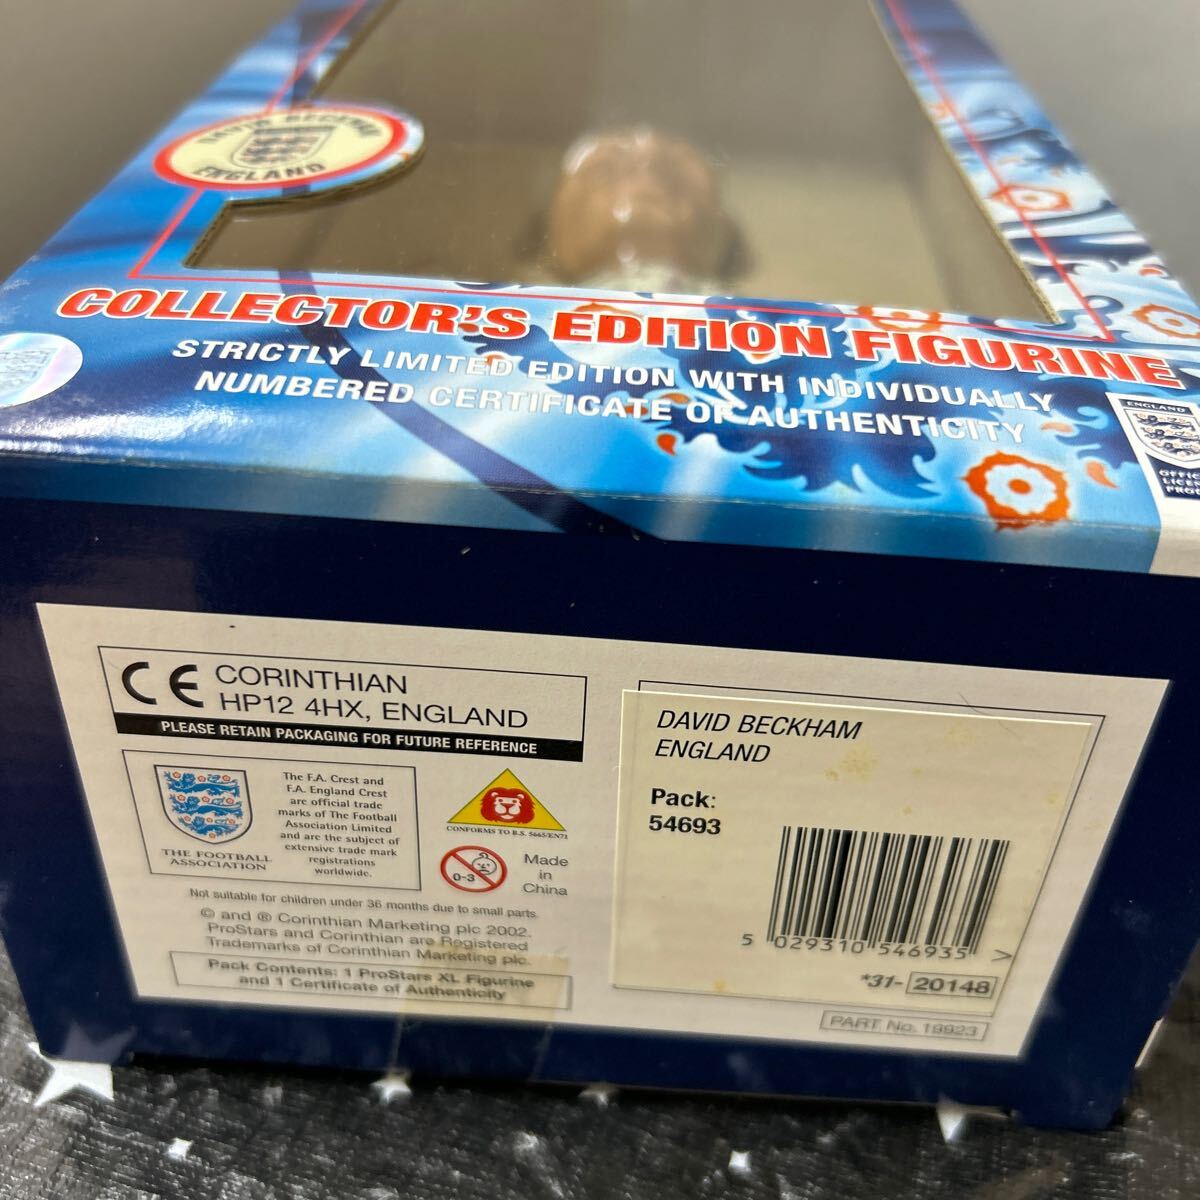 DAVID BECKHAM
ENGLAND
COLLECTOR'S EDITION FIGURINE
STRICTLY LIMITED EDITION WITH INDIVIDUALLY
NUMBERED CERTIFICATE OF AUTHENTICITY
ENGLAND
CE CORINTHIAN
HP12 4HX, ENGLAND
PLEASE RETAIN PACKAGING FOR FUTURE REFERENCE
THE FOOTBALL
ASSOCIATION
The F.A. Crest and
F.A. England Crest
are official trade
marks of The Football
Association Limited
and are the subject of
extensive trade mark
registrations
worldwide.
CONFORMS TO B.S. 5665/EN71
0-3
Made
in
China
Not suitable for children under 36 months due to small parts
© and ® Corinthian Marketing plc 2002.
ProStars and Corinthian are Registered
Trademarks of Corinthian Marketing plc.
Pack Contents: 1 ProStars XL Figurine
and 1 Certificate of Authenticity
DAVID BECKHAM
ENGLAND
Pack:
54693
5 029310 546935 >
*31- 20148
PART No. 19923